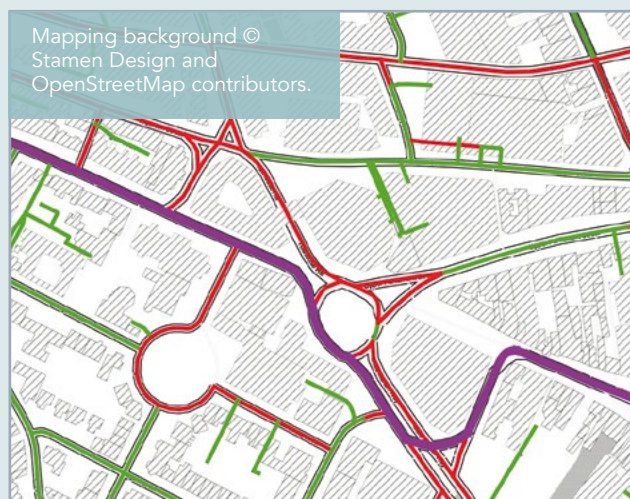 Mapping background ©
Stamen Design and
OpenStreetMap contributors.